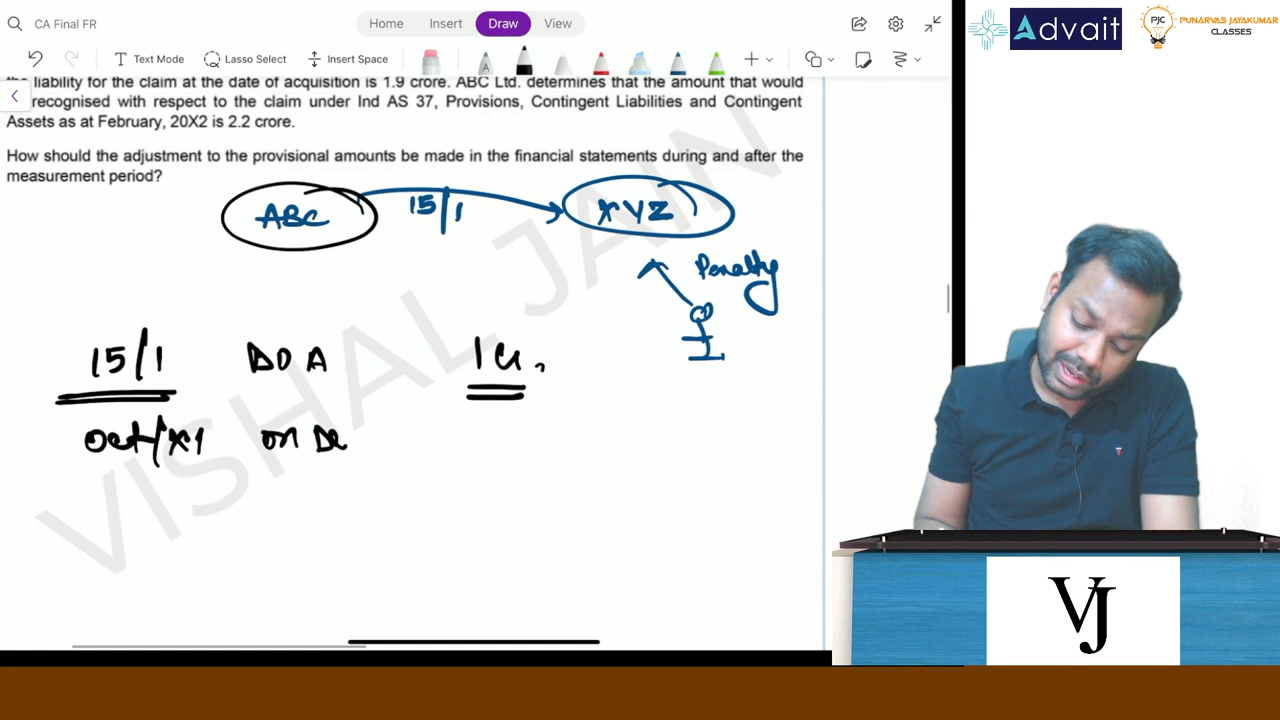 CA Final FR
Home Insert Draw View
Text Mode Lasso Select Insert Space
Advait
PJC PUNARVAS JAYAKUMAR
CLASSES
the liability for the claim at the date of acquisition is 1.9 crore. ABC Ltd. determines that the amount that would
recognised with respect to the claim under Ind AS 37, Provisions, Contingent Liabilities and Contingent
Assets as at February, 20X2 is 2.2 crore.
How should the adjustment to the provisional amounts be made in the financial statements during and after the
measurement period?
ABC 15/1 XYZ
Penalty
15/1 DOA 1 Cr.
Oct/X1 on DO
VISHAL JAIN
VJ